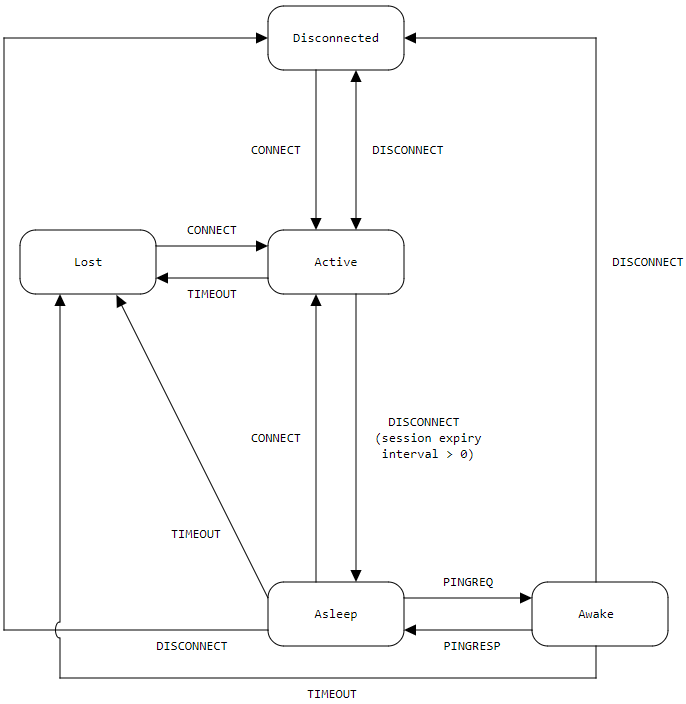 Disconnected
CONNECT
DISCONNECT
CONNECT
Lost
Active
DISCONNECT
TIMEOUT
DISCONNECT
CONNECT
(session expiry
interval > 0)
TIMEOUT
PINGREQ
Asleep
Awake
DISCONNECT
PINGRESP
TIMEOUT